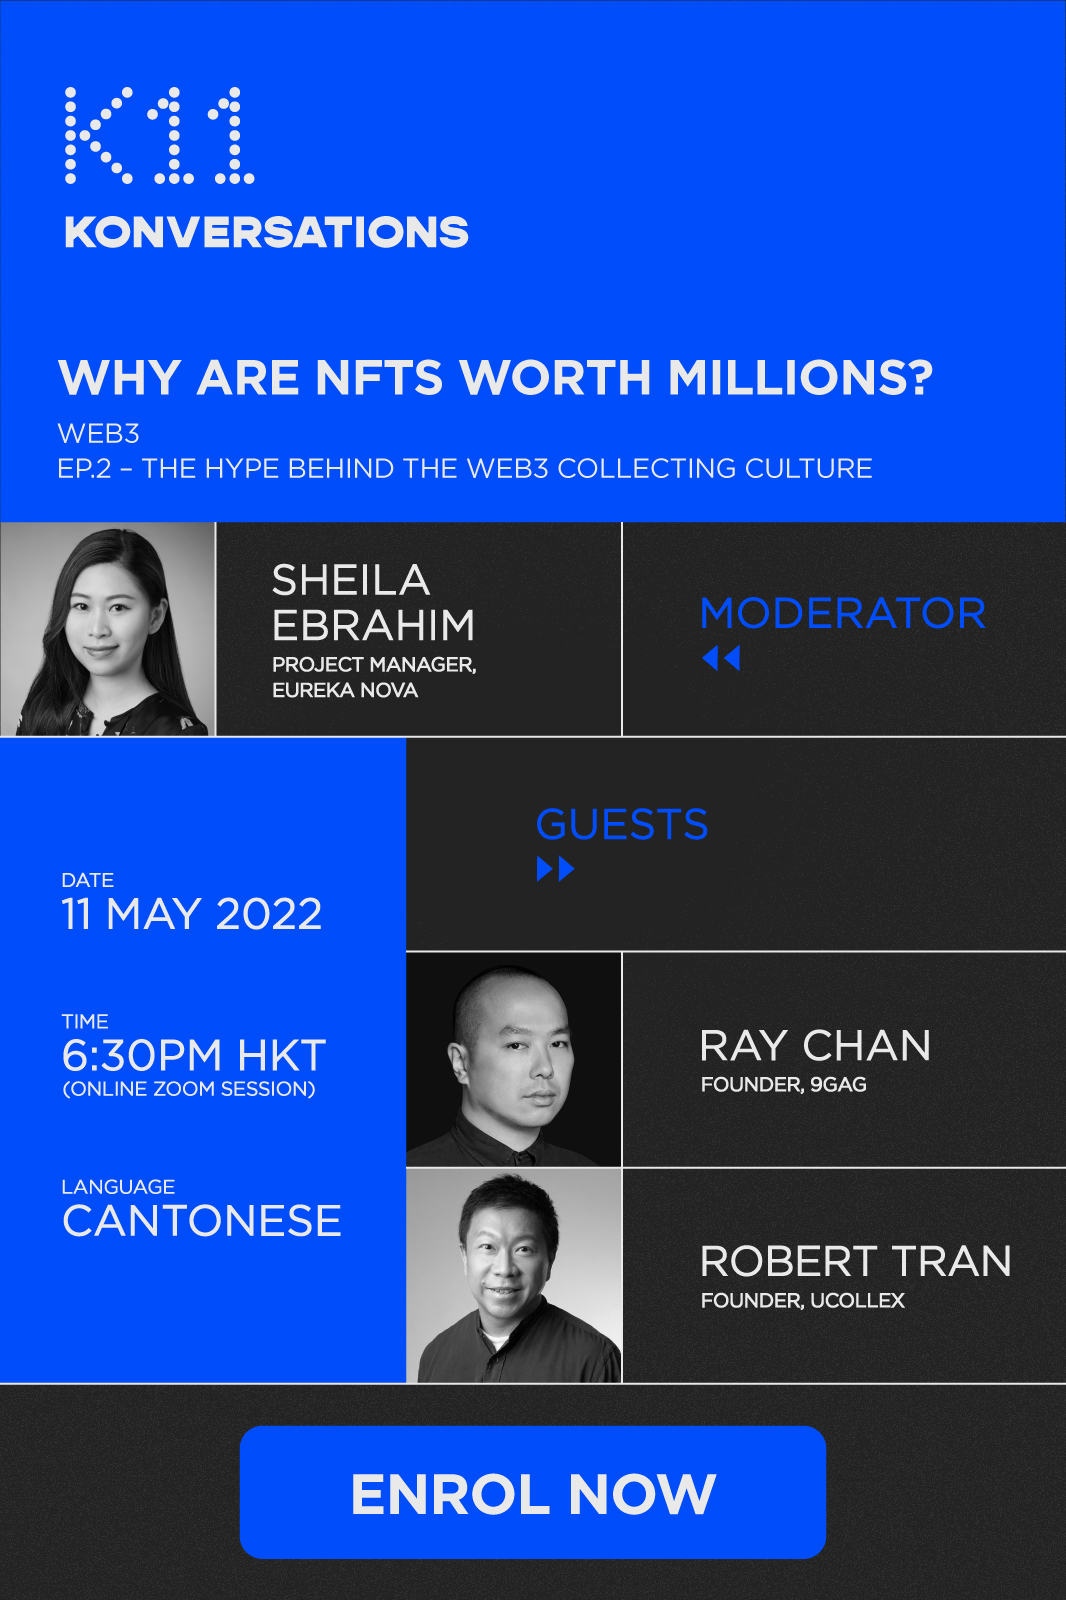 K11
KONVERSATIONS
WHY ARE NFTS WORTH MILLIONS?
WEB3
EP.2 – THE HYPE BEHIND THE WEB3 COLLECTING CULTURE
SHEILA
EBRAHIM
PROJECT MANAGER,
EUREKA NOVA
MODERATOR
DATE
11 MAY 2022
TIME
6:30PM HKT
(ONLINE ZOOM SESSION)
LANGUAGE
CANTONESE
GUESTS
RAY CHAN
FOUNDER, 9GAG
ROBERT TRAN
FOUNDER, UCOLLEX
ENROL NOW